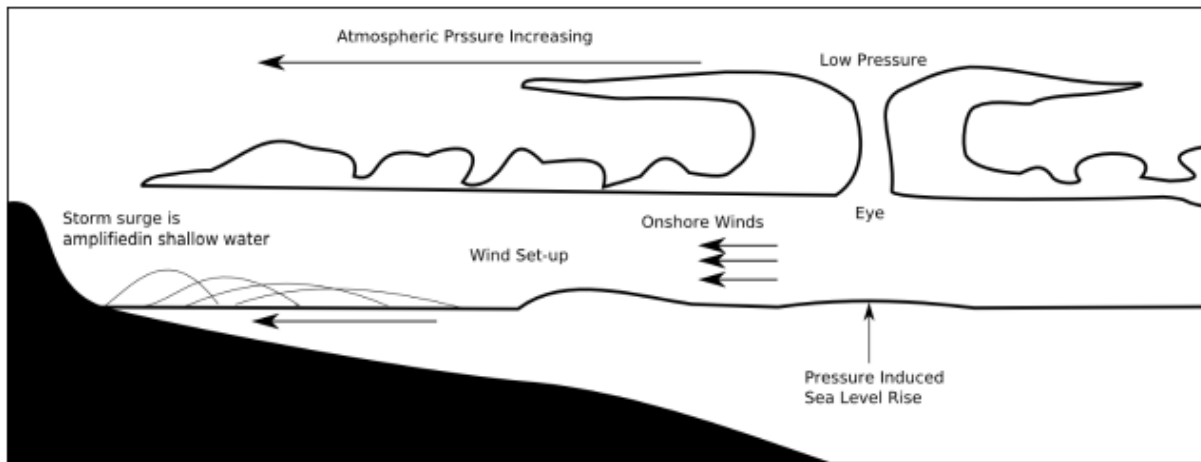 Atmospheric Prssure Increasing
Low Pressure
Storm surge is
amplifiedin shallow water
Onshore Winds
Eye
Wind Set-up
Pressure Induced
Sea Level Rise